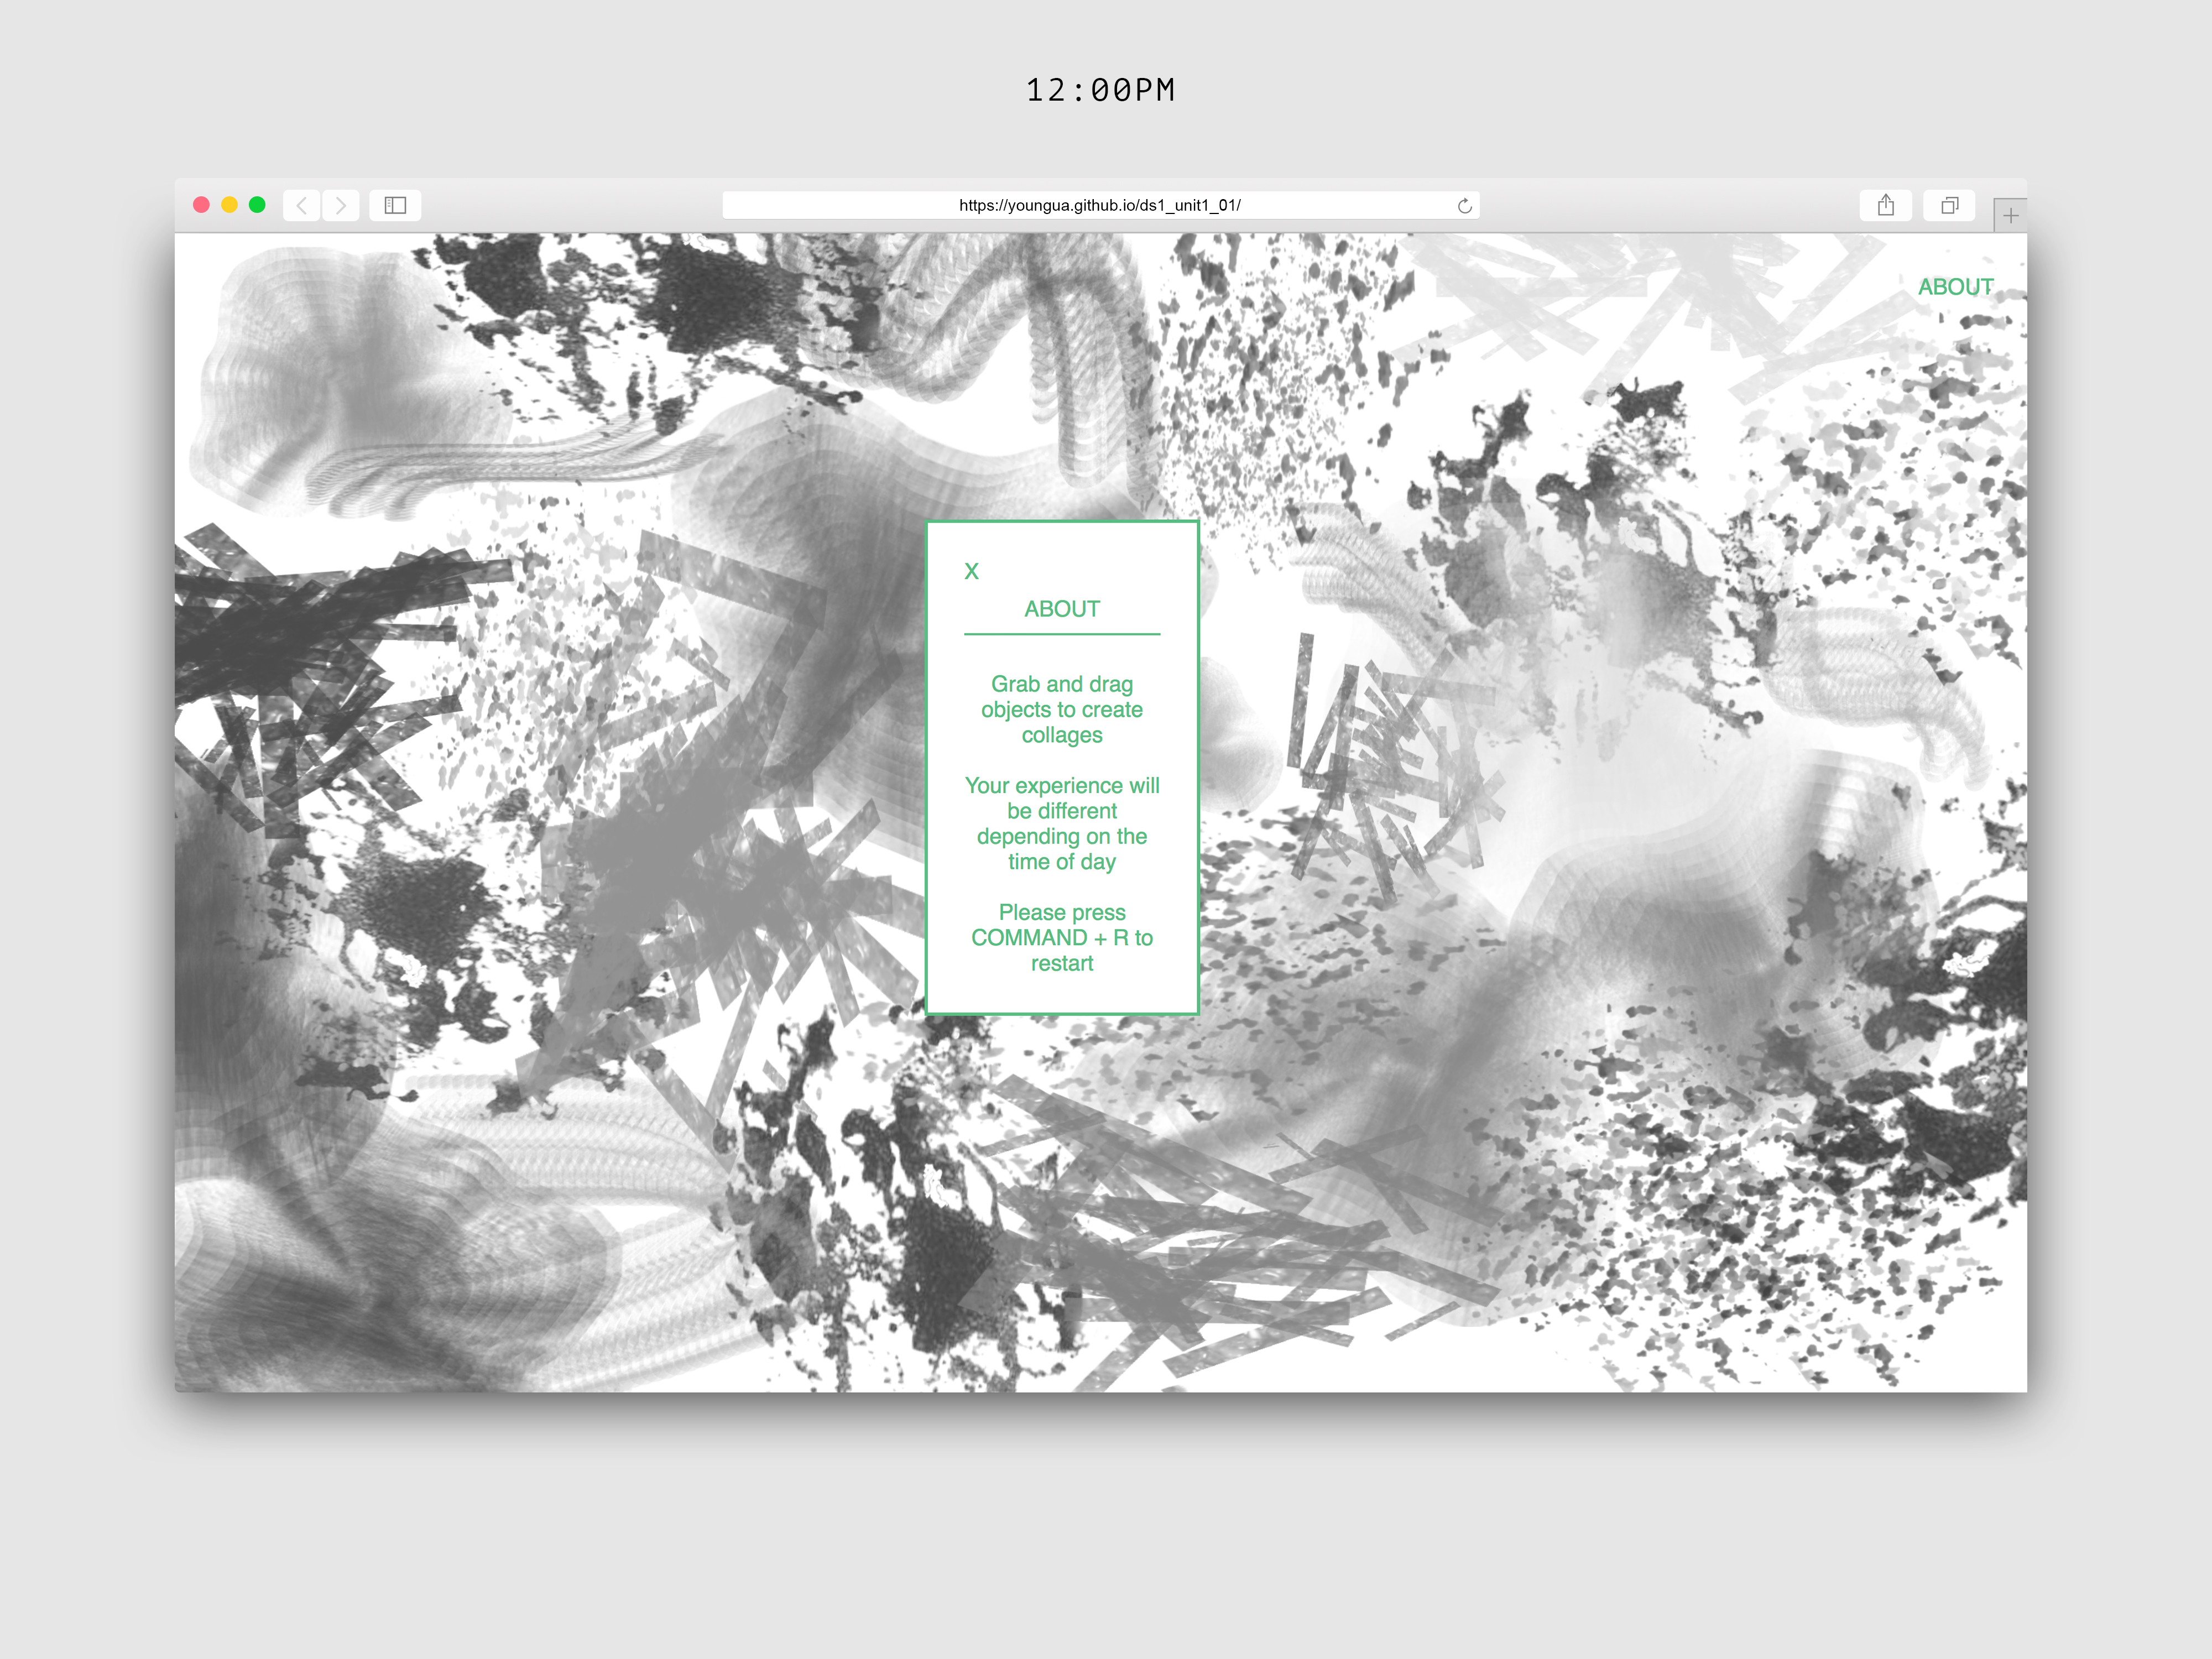 12:00PM
https://youngua.github.io/ds1_unit1_01/
ABOUT
X
ABOUT
Grab and drag
objects to create
collages
Your experience will
be different
depending on the
time of day
Please press
COMMAND + R to
restart